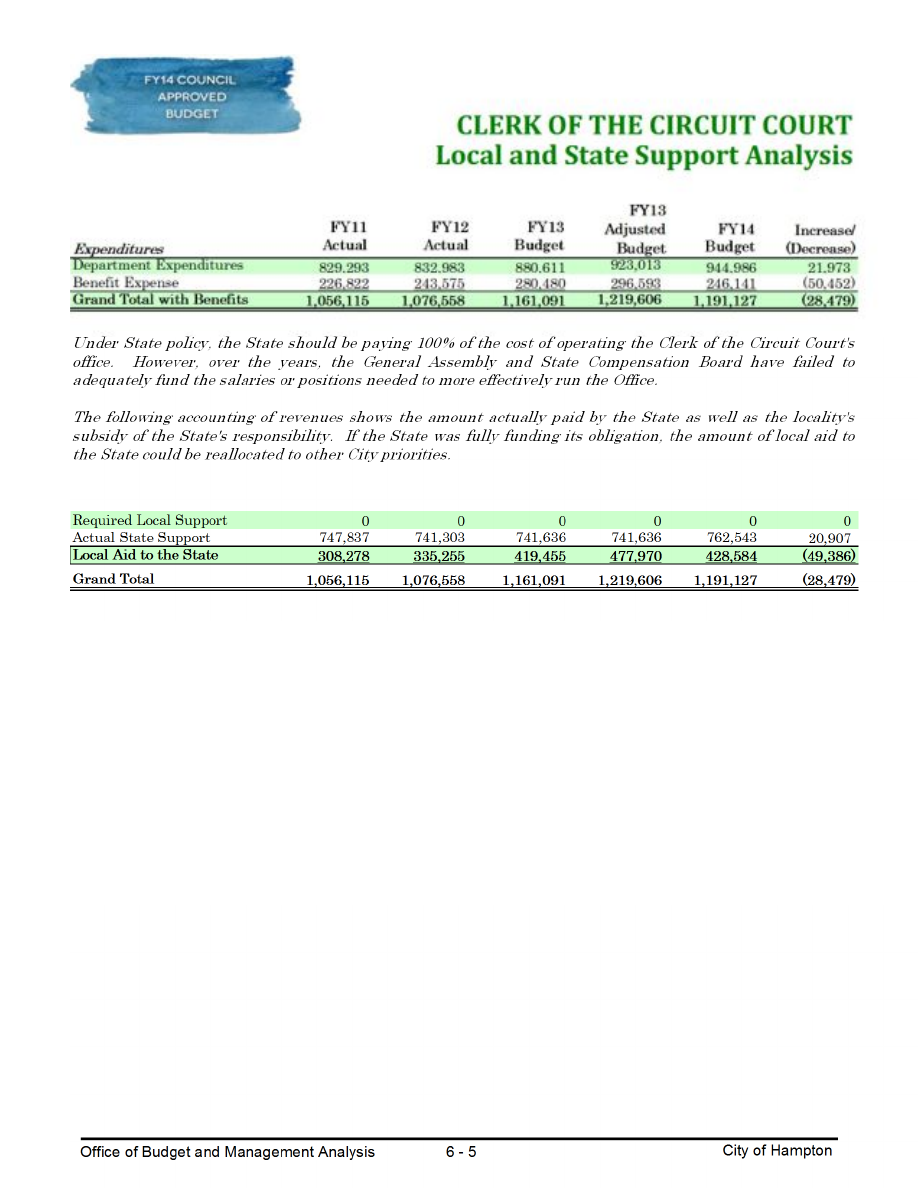 FY14 COUNCIL
APPROVED
BUDGET
CLERK OF THE CIRCUIT COURT
Local and State Support Analysis
Expenditures FY11 Actual FY12 Actual FY13 Budget FY13 Adjusted Budget FY14 Budget Increase/ (Decrease)
Department Expenditures 829,293 832,983 880,611 923,013 944,986 21,973
Benefit Expense 226,822 243,575 280,480 296,593 246,141 (50,452)
Grand Total with Benefits 1,056,115 1,076,558 1,161,091 1,219,606 1,191,127 (28,479)
Under State policy, the State should be paying 100% of the cost of operating the Clerk of the Circuit Court's
office. However, over the years, the General Assembly and State Compensation Board have failed to
adequately fund the salaries or positions needed to more effectively run the Office.
The following accounting of revenues shows the amount actually paid by the State as well as the locality's
subsidy of the State's responsibility. If the State was fully funding its obligation, the amount of local aid to
the State could be reallocated to other City priorities.
Required Local Support 0 0 0 0 0 0
Actual State Support 747,837 741,303 741,636 741,636 762,543 20,907
Local Aid to the State 308,278 335,255 419,455 477,970 428,584 (49,386)
Grand Total 1,056,115 1,076,558 1,161,091 1,219,606 1,191,127 (28,479)
Office of Budget and Management Analysis 6 - 5 City of Hampton